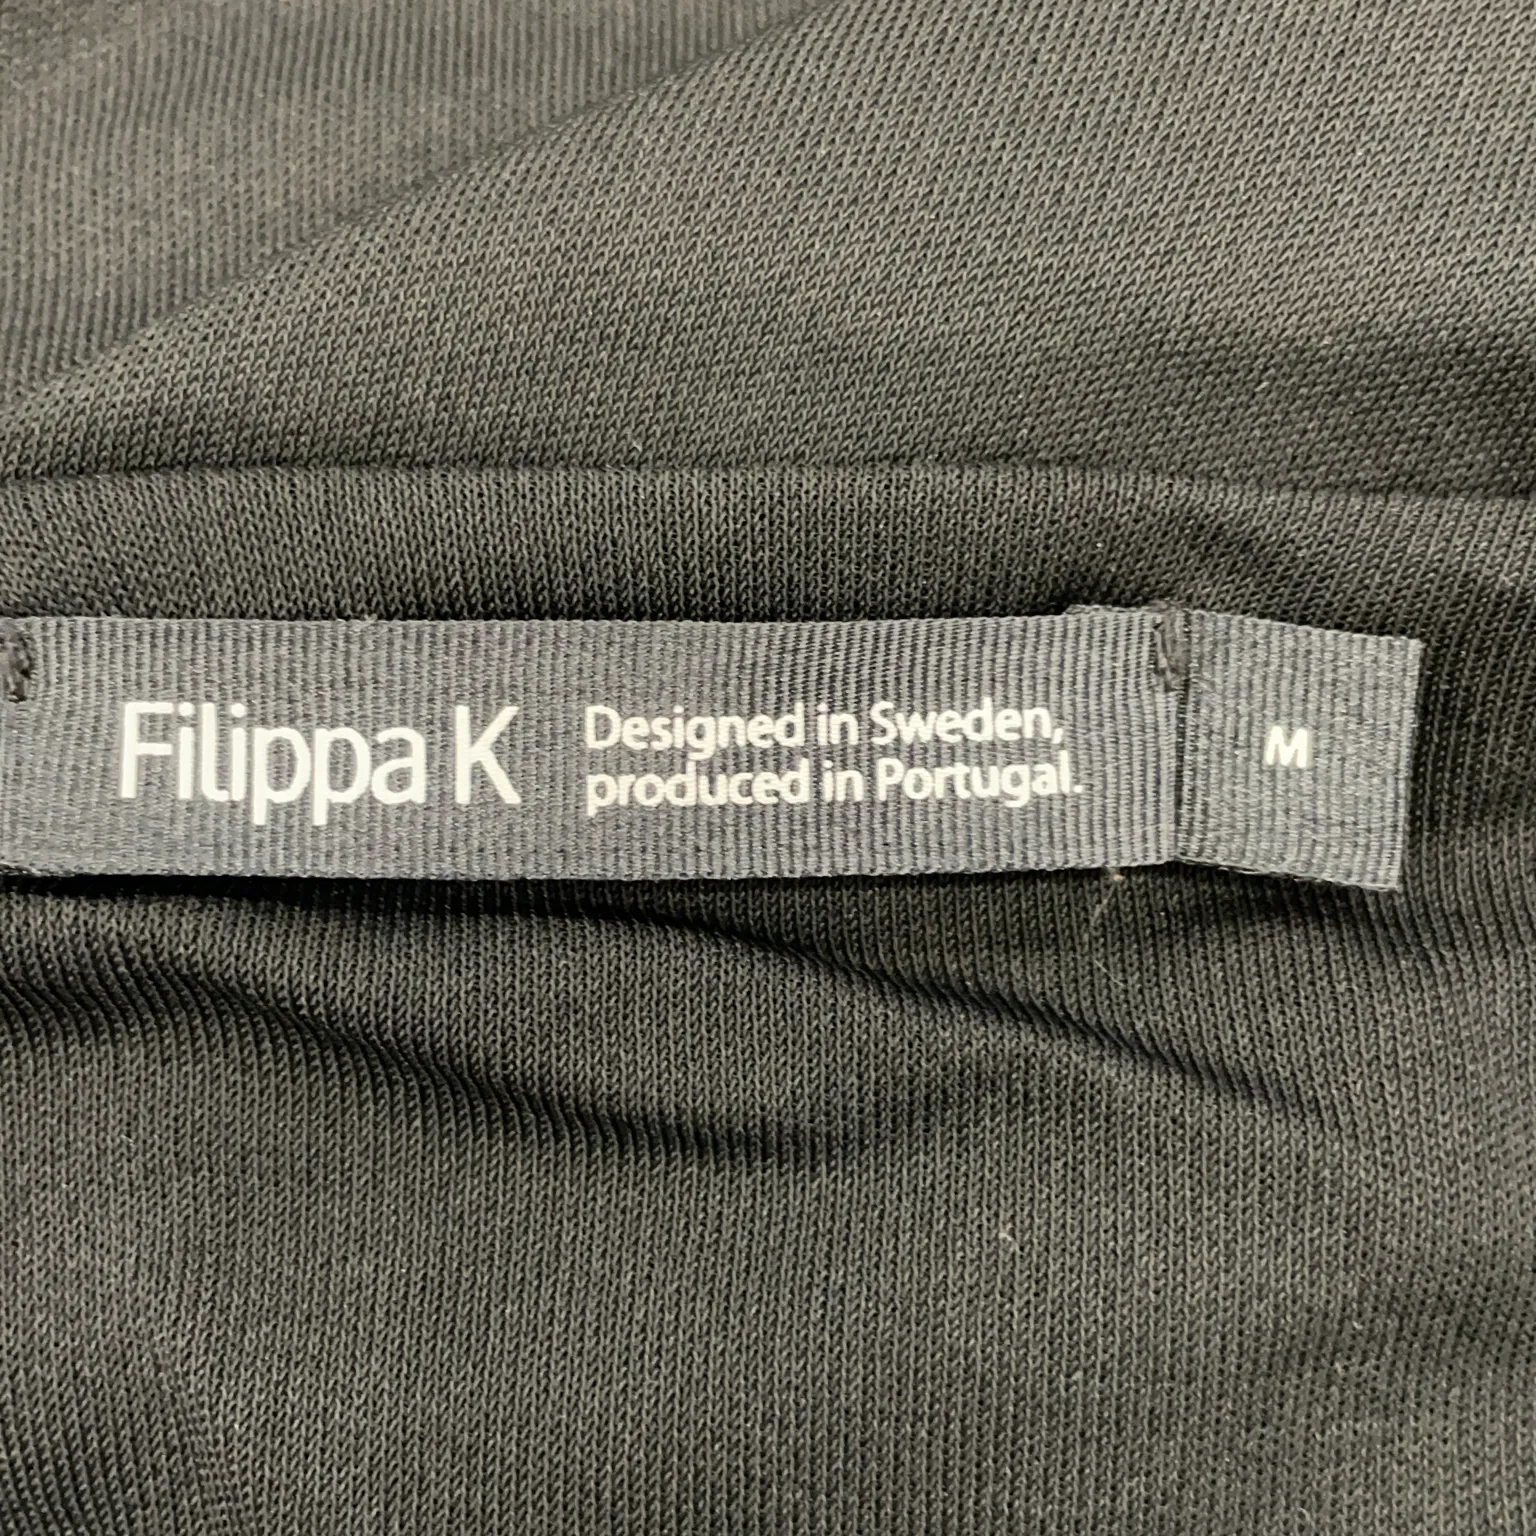 Filippa K
Designed in Sweden,
produced in Portugal.
M